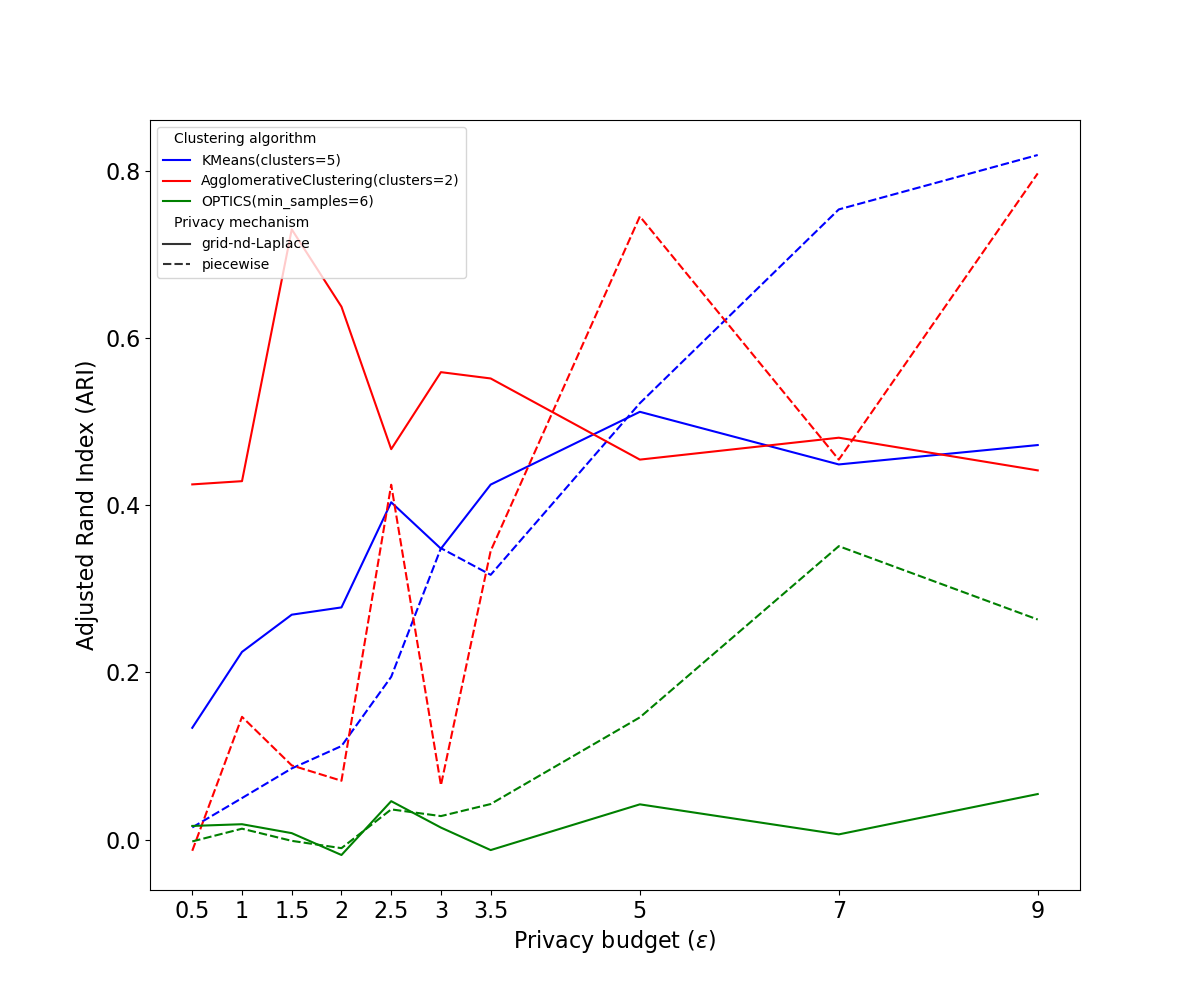 Clustering algorithm
KMeans(clusters=5)
AgglomerativeClustering(clusters=2)
OPTICS(min_samples=6)
Privacy mechanism
grid-nd-Laplace
piecewise
Adjusted Rand Index (ARI)
0.8
0.6
0.4
0.2
0.0
0.5 1 1.5 2 2.5 3 3.5 5 7 9
Privacy budget (ε)